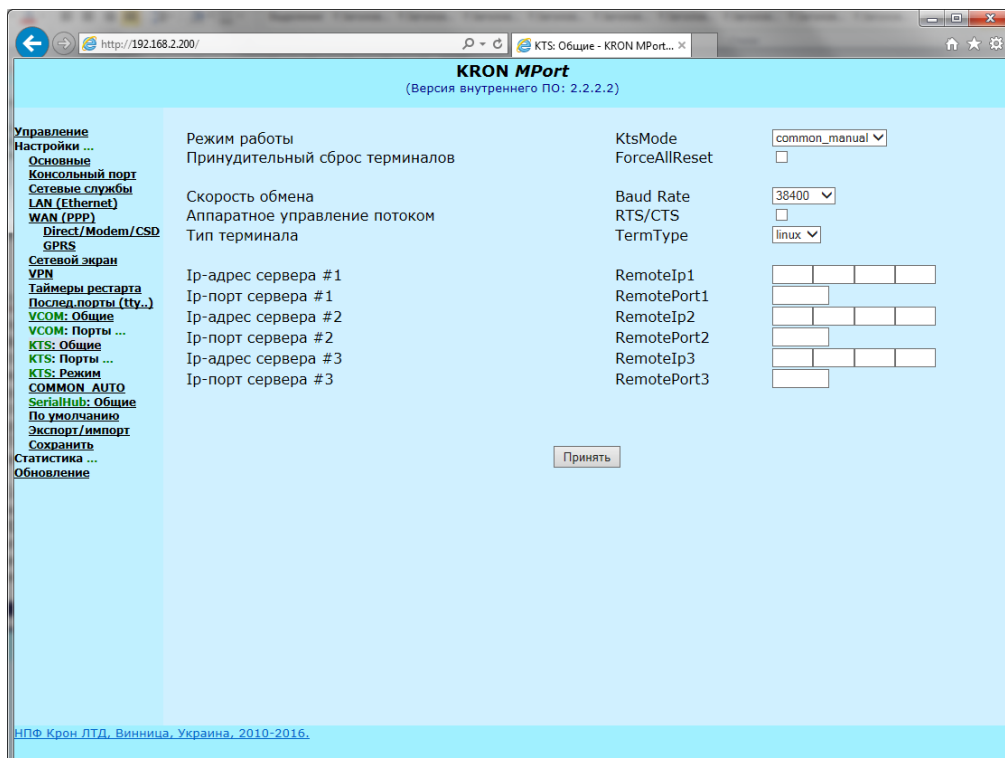 http://192.168.2.200/
KTS: Общие - KRON MPort...
KRON MPort
(Версия внутреннего ПО: 2.2.2.2)
Управление
Настройки ...
Основные
Консольный порт
Сетевые службы
LAN (Ethernet)
WAN (PPP)
Direct/Modem/CSD
GPRS
Сетевой экран
VPN
Таймеры рестарта
Послед.порты (tty..)
VCOM: Общие
VCOM: Порты ...
KTS: Общие
KTS: Порты ...
KTS: Режим
COMMON_AUTO
SerialHub: Общие
По умолчанию
Экспорт/импорт
Сохранить
Статистика ...
Обновление
Режим работы KtsMode common_manual
Принудительный сброс терминалов ForceAllReset
Скорость обмена Baud Rate 38400
Аппаратное управление потоком RTS/CTS
Тип терминала TermType linux
Ip-адрес сервера #1 RemoteIp1
Ip-порт сервера #1 RemotePort1
Ip-адрес сервера #2 RemoteIp2
Ip-порт сервера #2 RemotePort2
Ip-адрес сервера #3 RemoteIp3
Ip-порт сервера #3 RemotePort3
Принять
НПФ Крон ЛТД, Винница, Украина, 2010-2016.